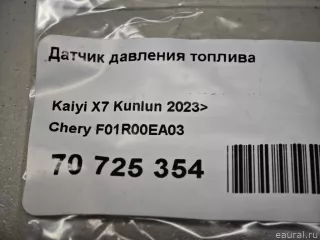 Датчик давления топлива
Kaiyi X7 Kunlun 2023>
Chery F01R00EA03
70 725 354
eaural.ru